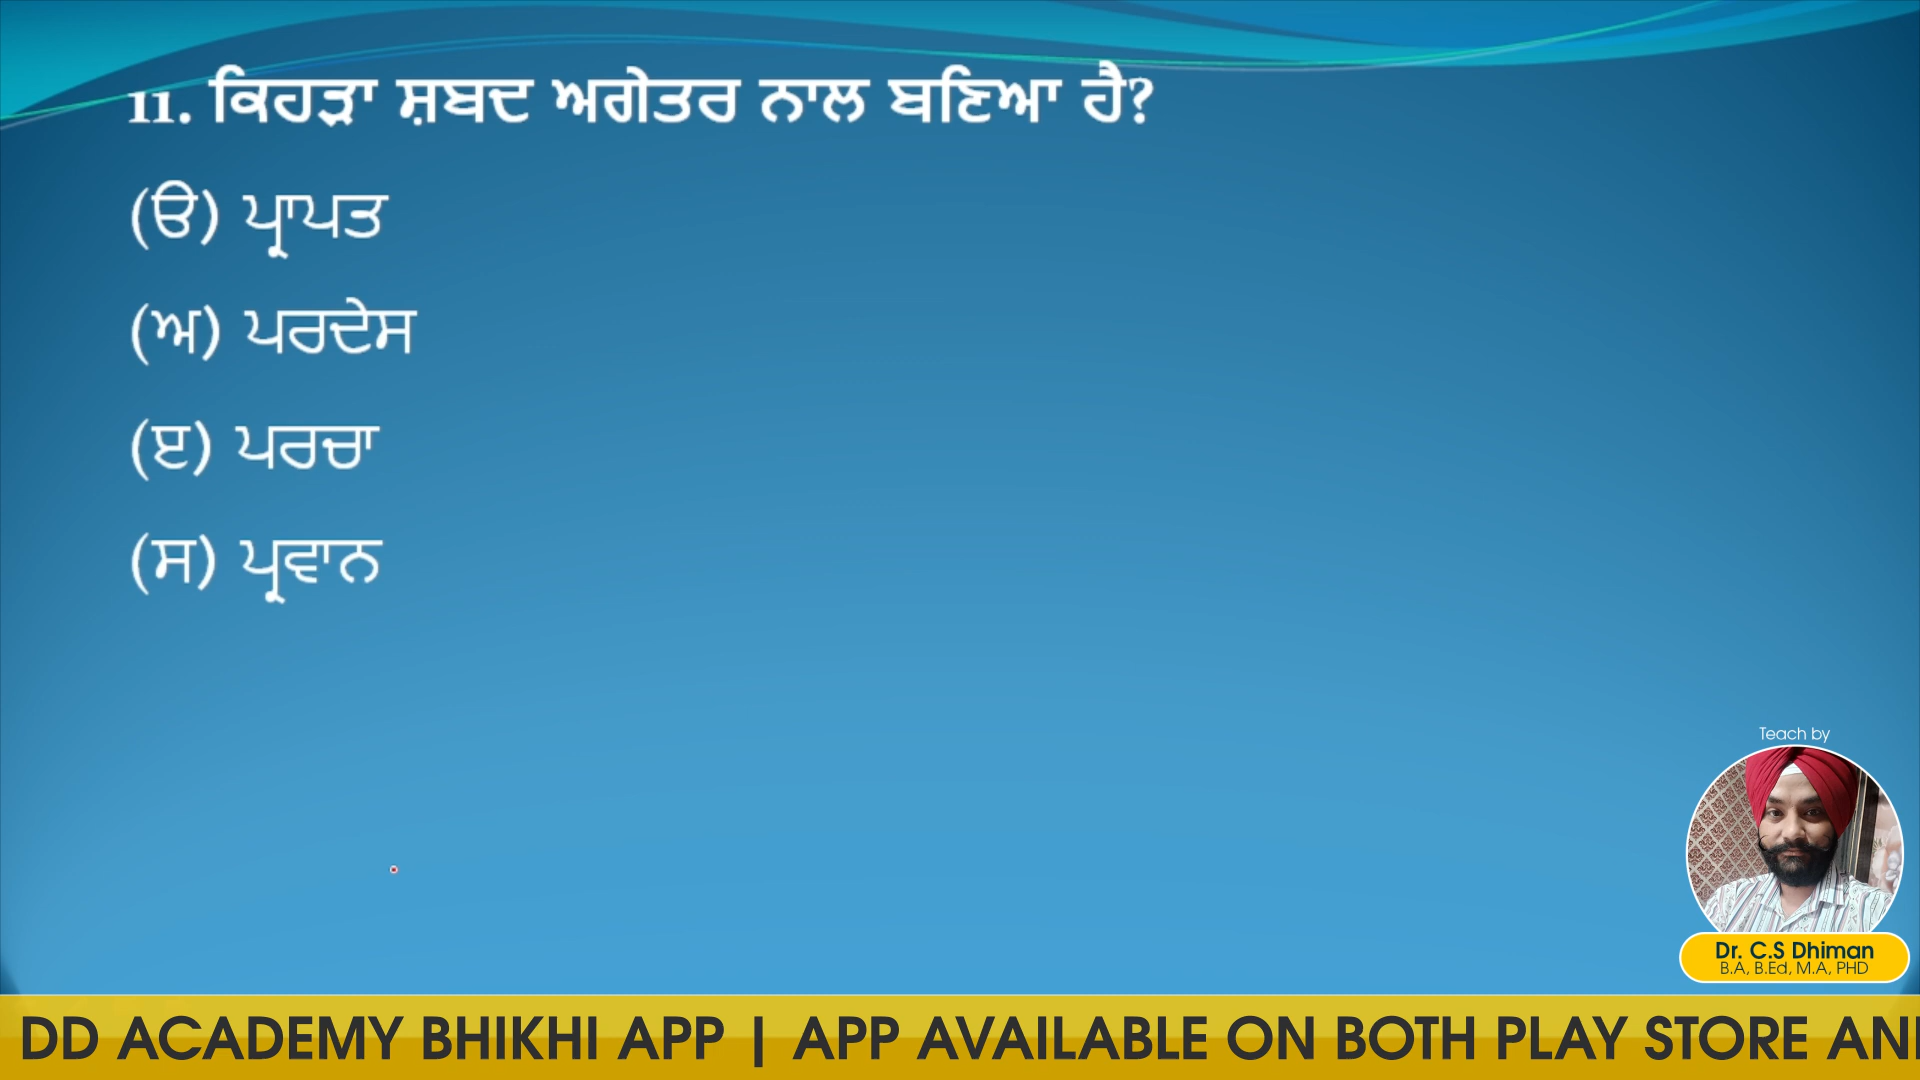 11. ਕਿਹੜਾ ਸ਼ਬਦ ਅਗੇਤਰ ਨਾਲ ਬਣਿਆ ਹੈ?
(ੳ) ਪ੍ਰਾਪਤ
(ਅ) ਪਰਦੇਸ
(ੲ) ਪਰਚਾ
(ਸ) ਪ੍ਰਵਾਨ
Teach by
Dr. C.S Dhiman
B.A, B.Ed, M.A, PHD
DD ACADEMY BHIKHI APP | APP AVAILABLE ON BOTH PLAY STORE AN